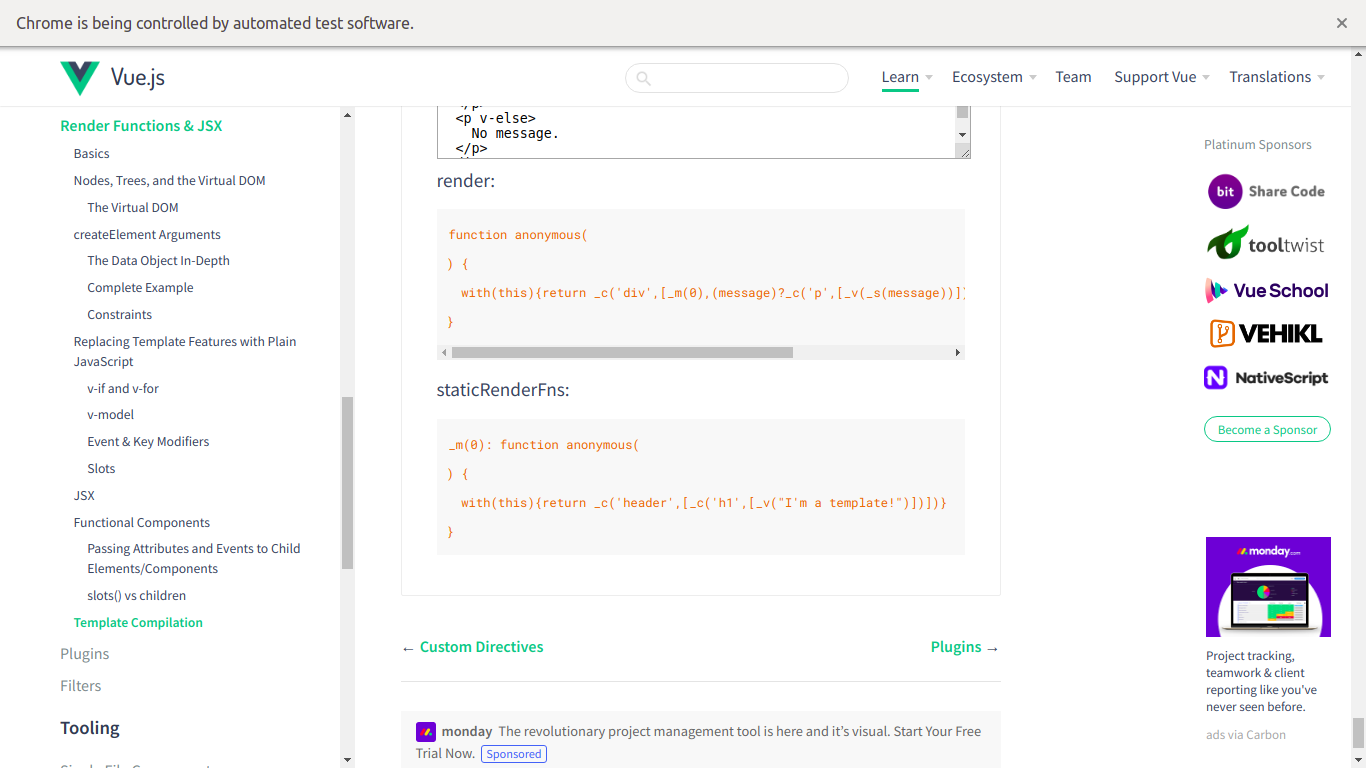 Chrome is being controlled by automated test software.
Vue.js
Learn
Ecosystem
Team
Support Vue
Translations
Render Functions & JSX
Basics
Nodes, Trees, and the Virtual DOM
The Virtual DOM
createElement Arguments
The Data Object In-Depth
Complete Example
Constraints
Replacing Template Features with Plain
JavaScript
v-if and v-for
v-model
Event & Key Modifiers
Slots
JSX
Functional Components
Passing Attributes and Events to Child
Elements/Components
slots() vs children
Template Compilation
Plugins
Filters
Tooling
<p v-else>
No message.
</p>
render:
function anonymous(
) {
with(this){return _c('div',[_m(0),(message)?_c('p',[_v(_s(message))])
}
staticRenderFns:
_m(0): function anonymous(
) {
with(this){return _c('header',[_c('h1',[_v("I'm a template!")])])}
}
← Custom Directives
Plugins →
monday The revolutionary project management tool is here and it's visual. Start Your Free
Trial Now. Sponsored
Platinum Sponsors
bit Share Code
tooltwist
Vue School
VEHIKL
NativeScript
Become a Sponsor
monday.com
Project tracking,
teamwork & client
reporting like you've
never seen before.
ads via Carbon